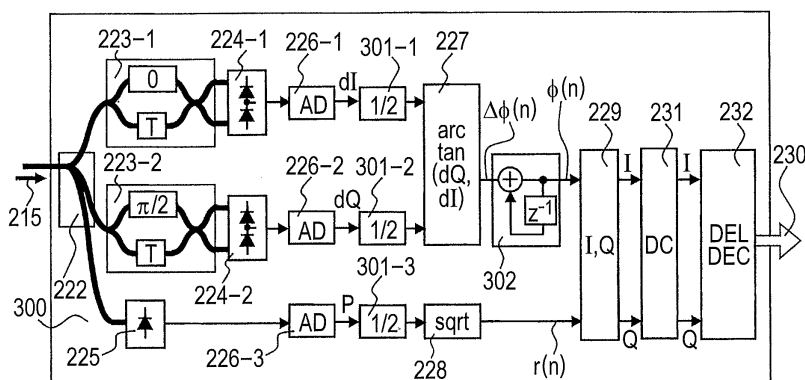 223-1
224-1
226-1
301-1
227
0
T
AD
dI
1/2
Δϕ(n)
ϕ(n)
229
231
232
230
arc
tan
(dQ,
dI)
215
223-2
π/2
T
222
224-2
226-2
AD
dQ
301-2
1/2
z⁻¹
302
I,Q
I
Q
DC
I
Q
DEL
DEC
300
225
AD
226-3
P
301-3
1/2
sqrt
228
r(n)